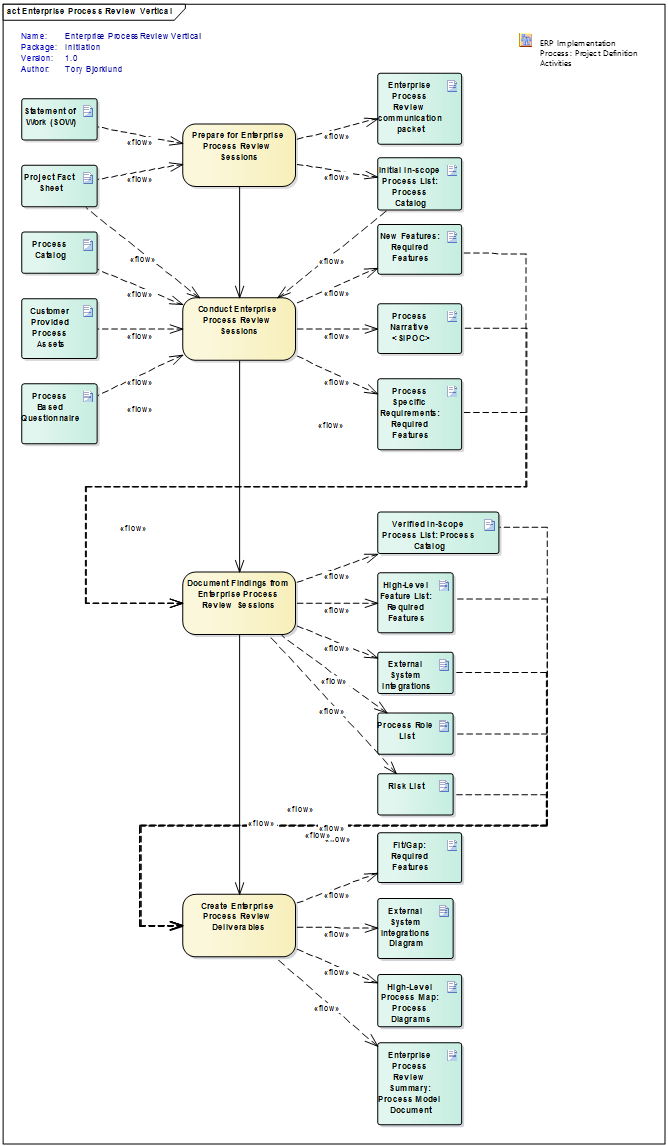 act Enterprise Process Review Vertical
Name: Enterprise Process Review Vertical
Package: Initiation
Version: 1.0
Author: Tory Bjorklund
ERP Implementation
Process: Project Definition
Activities
Statement of
Work (SOW)
«flow»
Prepare for Enterprise
Process Review
Sessions
«flow»
Enterprise
Process
Review
communication
packet
Project Fact
Sheet
«flow»
«flow»
Initial In-scope
Process List:
Process
Catalog
Process
Catalog
«flow»
«flow»
New Features:
Required
Features
«flow»
«flow»
Customer
Provided
Process
Assets
«flow»
Conduct Enterprise
Process Review
Sessions
«flow»
Process
Narrative
<SIPOC>
Process
Based
Questionnaire
«flow»
«flow»
«flow»
«flow»
Process
Specific
Requirements:
Required
Features
«flow»
Verified In-Scope
Process List: Process
Catalog
Document Findings from
Enterprise Process
Review Sessions
«flow»
«flow»
High-Level
Feature List:
Required
Features
«flow»
External
System
Integrations
«flow»
Process Role
List
«flow»
Risk List
«flow»
«flow»
«flow»
«flow»
«flow»
Fit/Gap:
Required
Features
Create Enterprise
Process Review
Deliverables
«flow»
«flow»
External
System
Integrations
Diagram
«flow»
High-Level
Process Map:
Process
Diagrams
«flow»
Enterprise
Process
Review
Summary:
Process Model
Document